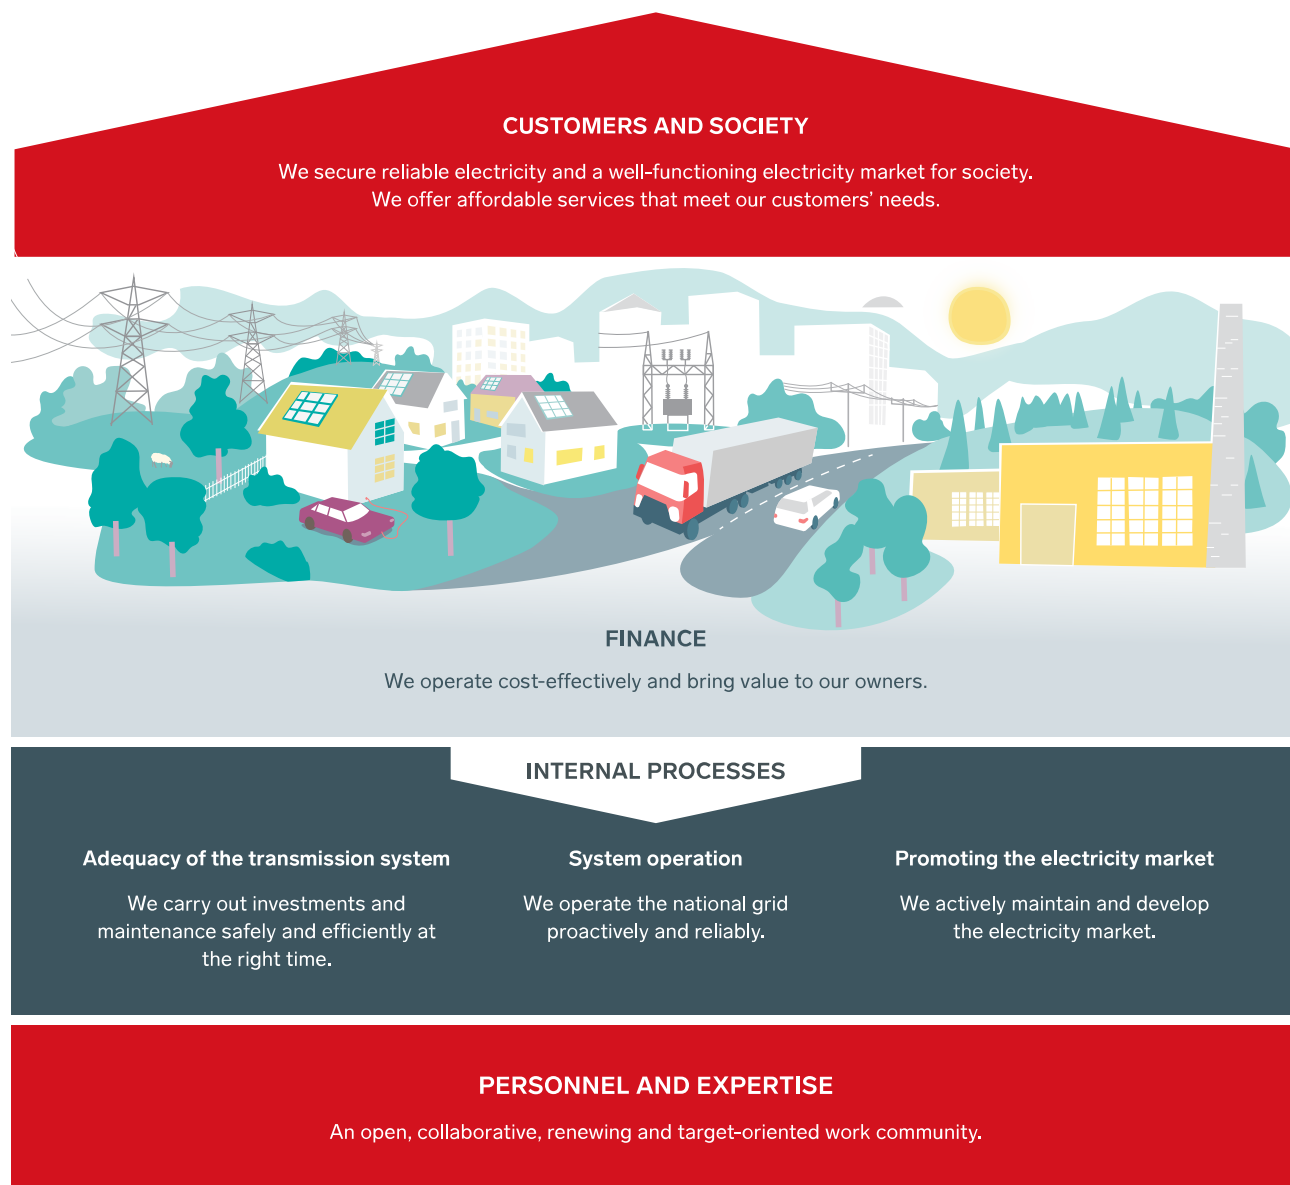 CUSTOMERS AND SOCIETY
We secure reliable electricity and a well-functioning electricity market for society.
We offer affordable services that meet our customers’ needs.
FINANCE
We operate cost-effectively and bring value to our owners.
INTERNAL PROCESSES
Adequacy of the transmission system
We carry out investments and
maintenance safely and efficiently at
the right time.
System operation
We operate the national grid
proactively and reliably.
Promoting the electricity market
We actively maintain and develop
the electricity market.
PERSONNEL AND EXPERTISE
An open, collaborative, renewing and target-oriented work community.